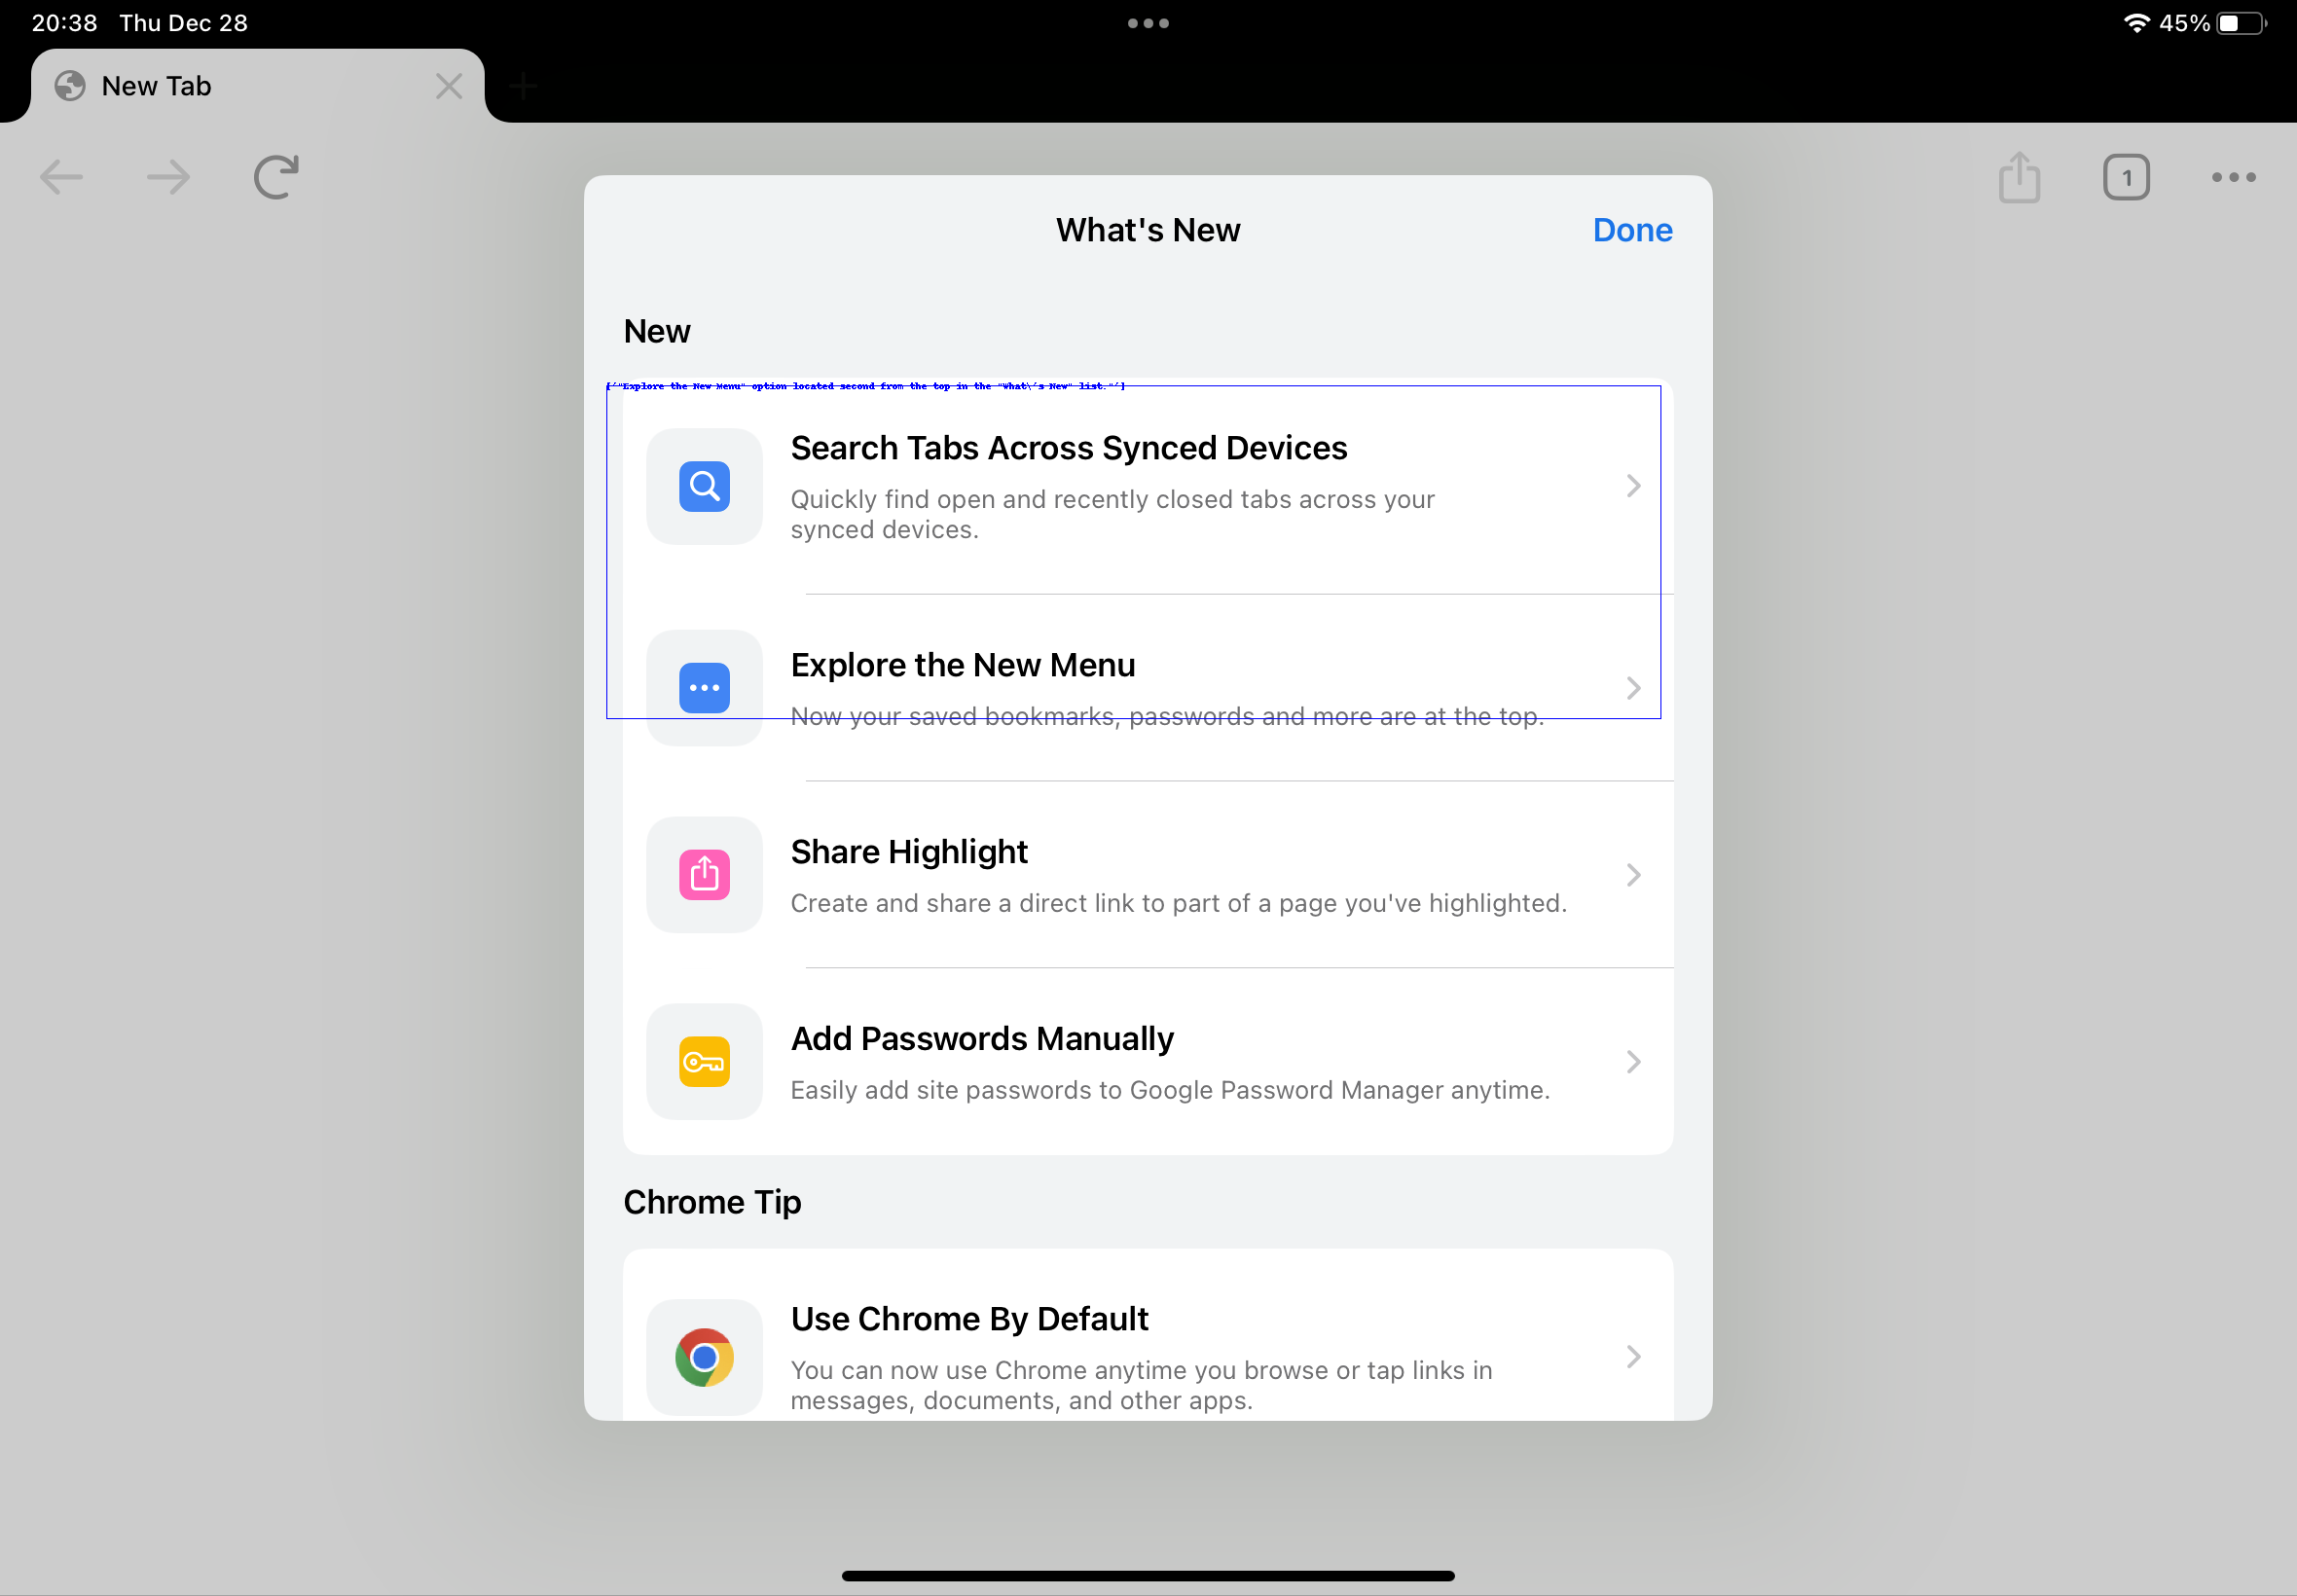 20:38 Thu Dec 28
45%
New Tab
1
What's New
Done
New
['"Explore the New Menu" option located second from the top in the "What\'s New" list."']
Search Tabs Across Synced Devices
Quickly find open and recently closed tabs across your
synced devices.
Explore the New Menu
Now your saved bookmarks, passwords and more are at the top.
Share Highlight
Create and share a direct link to part of a page you've highlighted.
Add Passwords Manually
Easily add site passwords to Google Password Manager anytime.
Chrome Tip
Use Chrome By Default
You can now use Chrome anytime you browse or tap links in
messages, documents, and other apps.